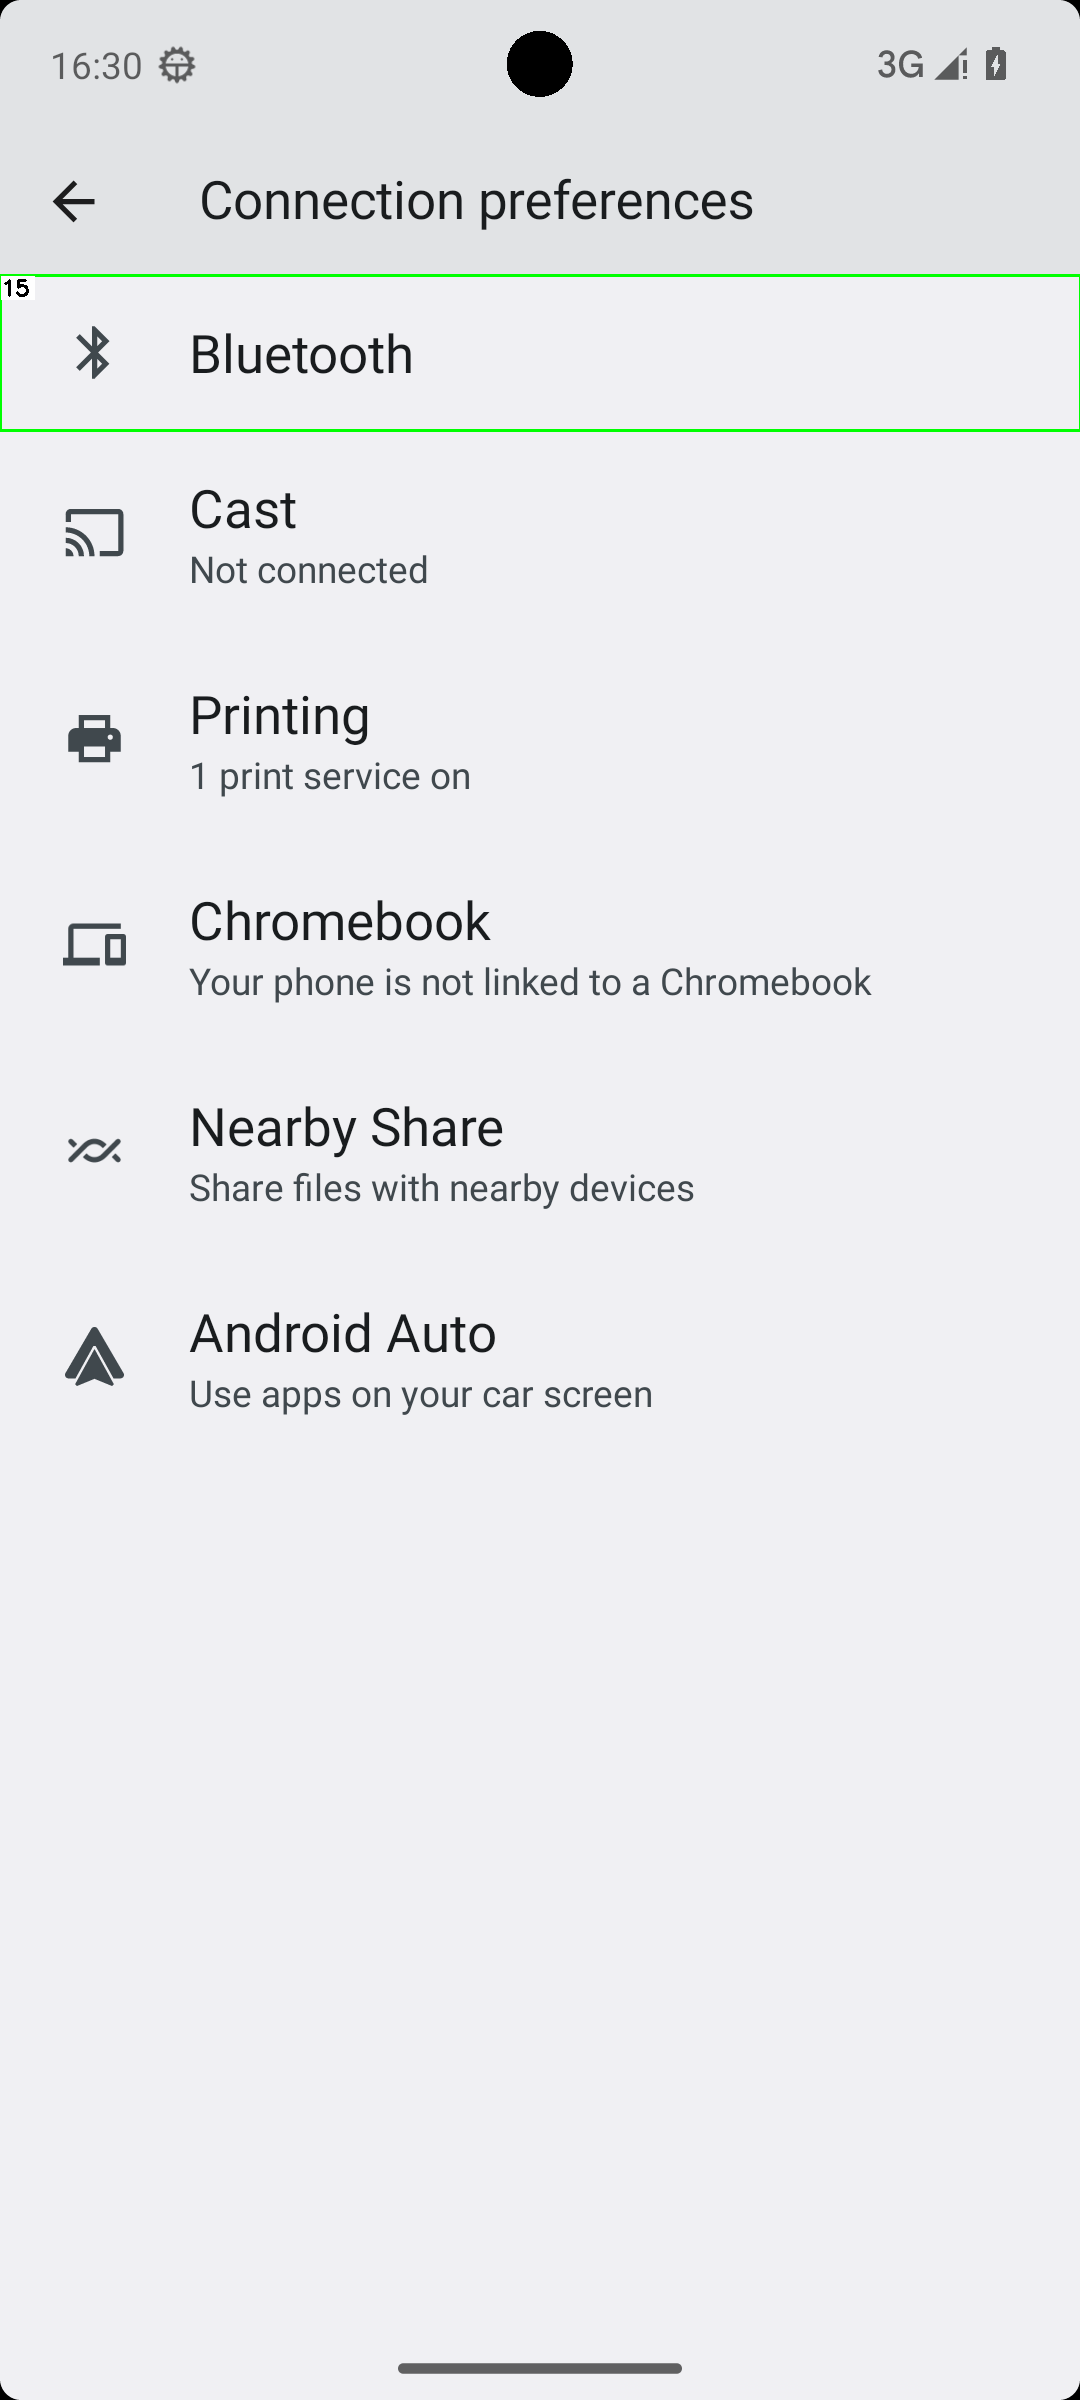 16:30
3G
Connection preferences
15
Bluetooth
Cast
Not connected
Printing
1 print service on
Chromebook
Your phone is not linked to a Chromebook
Nearby Share
Share files with nearby devices
Android Auto
Use apps on your car screen